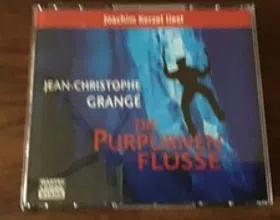 Joachim Kerzel liest
JEAN-CHRISTOPHE
GRANGÉ
DIE
PURPURNEN
FLÜSSE